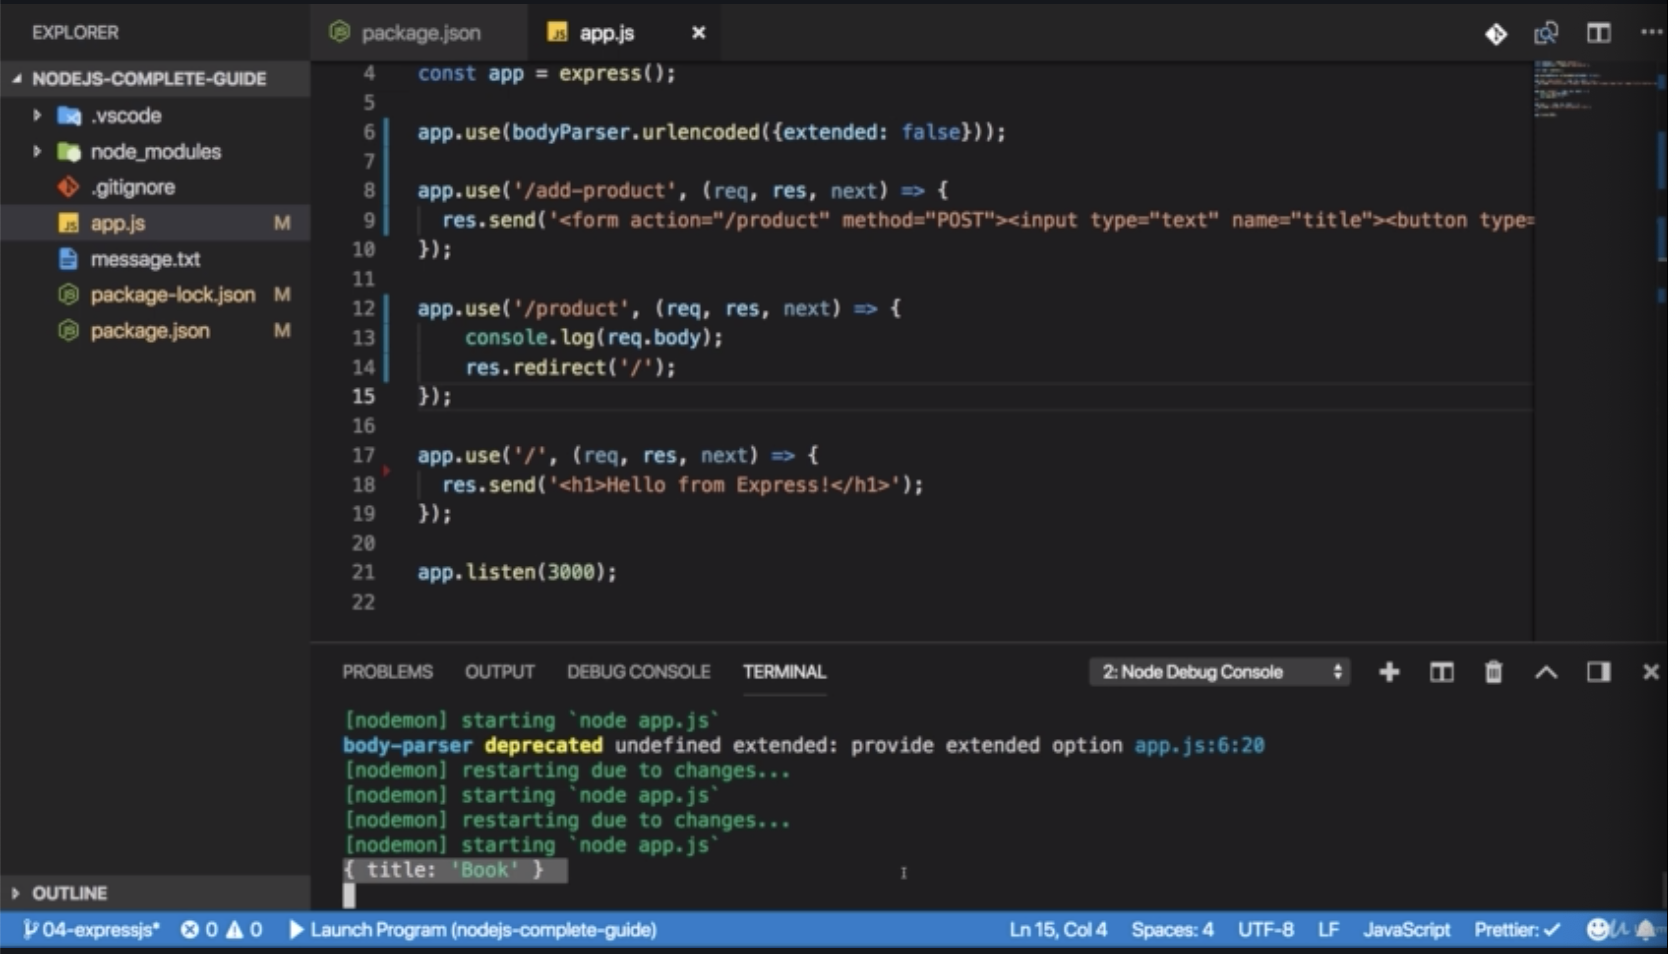 EXPLORER
NODEJS-COMPLETE-GUIDE
.vscode
node_modules
.gitignore
app.js M
message.txt
package-lock.json M
package.json M
OUTLINE
package.json app.js
4 const app = express();
5
6 app.use(bodyParser.urlencoded({extended: false}));
7
8 app.use('/add-product', (req, res, next) => {
9 res.send('<form action="/product" method="POST"><input type="text" name="title"><button type=
10 });
11
12 app.use('/product', (req, res, next) => {
13 console.log(req.body);
14 res.redirect('/');
15 });
16
17 app.use('/', (req, res, next) => {
18 res.send('<h1>Hello from Express!</h1>');
19 });
20
21 app.listen(3000);
22
PROBLEMS OUTPUT DEBUG CONSOLE TERMINAL 2: Node Debug Console
[nodemon] starting `node app.js`
body-parser deprecated undefined extended: provide extended option app.js:6:20
[nodemon] restarting due to changes...
[nodemon] starting `node app.js`
[nodemon] restarting due to changes...
[nodemon] starting `node app.js`
{ title: 'Book' }
04-expressjs* 0 0 Launch Program (nodejs-complete-guide) Ln 15, Col 4 Spaces: 4 UTF-8 LF JavaScript Prettier: ✓